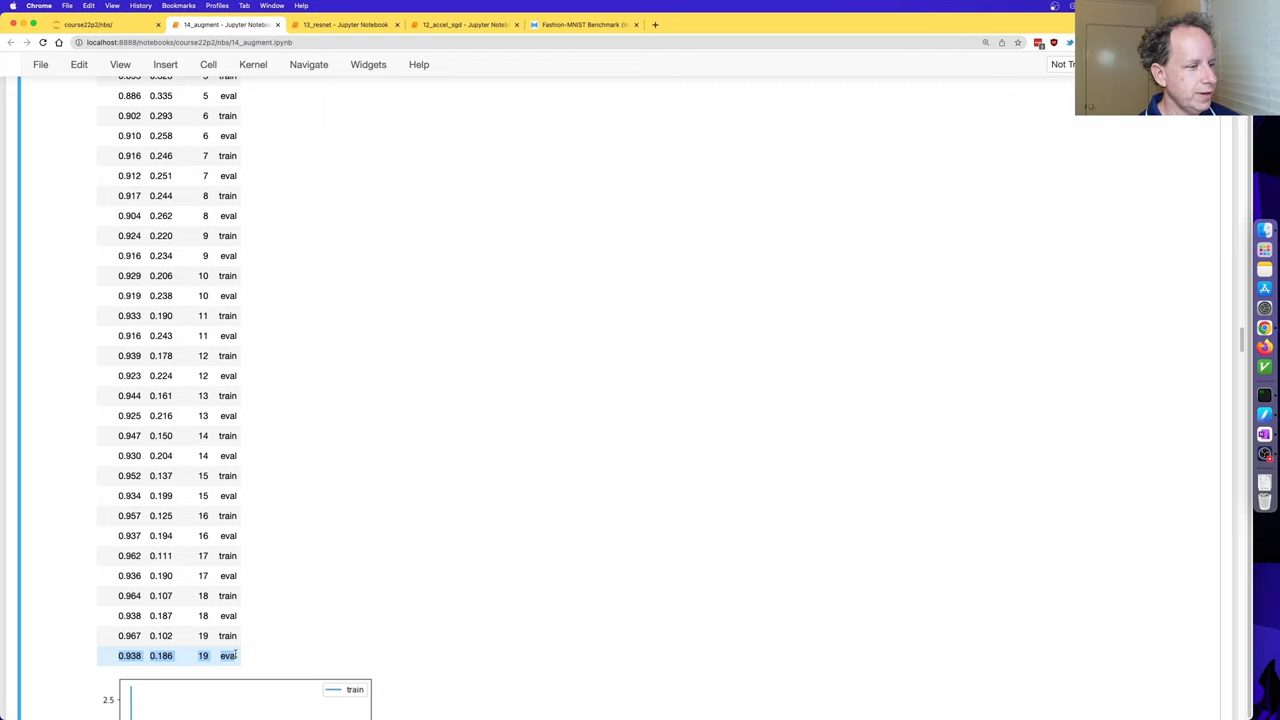 Chrome File Edit View History Bookmarks Profiles Tab Window Help
course22p2/nbs/
14_augment - Jupyter Notebo
13_resnet - Jupyter Notebook
12_accel_sgd - Jupyter Noteb
Fashion-MNIST Benchmark (Im
localhost:8888/notebooks/course22p2/nbs/14_augment.ipynb
File Edit View Insert Cell Kernel Navigate Widgets Help
Not Tr
train
0.886 0.335 5 eval
0.902 0.293 6 train
0.910 0.258 6 eval
0.916 0.246 7 train
0.912 0.251 7 eval
0.917 0.244 8 train
0.904 0.262 8 eval
0.924 0.220 9 train
0.916 0.234 9 eval
0.929 0.206 10 train
0.919 0.238 10 eval
0.933 0.190 11 train
0.916 0.243 11 eval
0.939 0.178 12 train
0.923 0.224 12 eval
0.944 0.161 13 train
0.925 0.216 13 eval
0.947 0.150 14 train
0.930 0.204 14 eval
0.952 0.137 15 train
0.934 0.199 15 eval
0.957 0.125 16 train
0.937 0.194 16 eval
0.962 0.111 17 train
0.936 0.190 17 eval
0.964 0.107 18 train
0.938 0.187 18 eval
0.967 0.102 19 train
0.938 0.186 19 eval
train
2.5